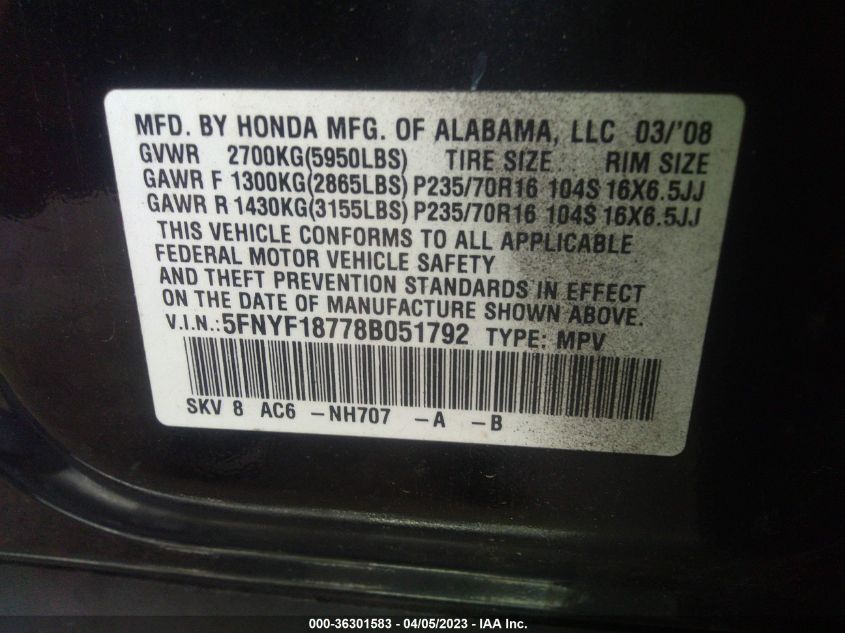 MFD. BY HONDA MFG. OF ALABAMA, LLC 03/'08
GVWR 2700KG(5950LBS) TIRE SIZE RIM SIZE
GAWR F 1300KG(2865LBS) P235/70R16 104S 16X6.5JJ
GAWR R 1430KG(3155LBS) P235/70R16 104S 16X6.5JJ
THIS VEHICLE CONFORMS TO ALL APPLICABLE
FEDERAL MOTOR VEHICLE SAFETY
AND THEFT PREVENTION STANDARDS IN EFFECT
ON THE DATE OF MANUFACTURE SHOWN ABOVE.
V.I.N.:5FNYF18778B051792 TYPE: MPV
SKV 8 AC6 -NH707 -A -B
000-36301583 - 04/05/2023 - IAA Inc.